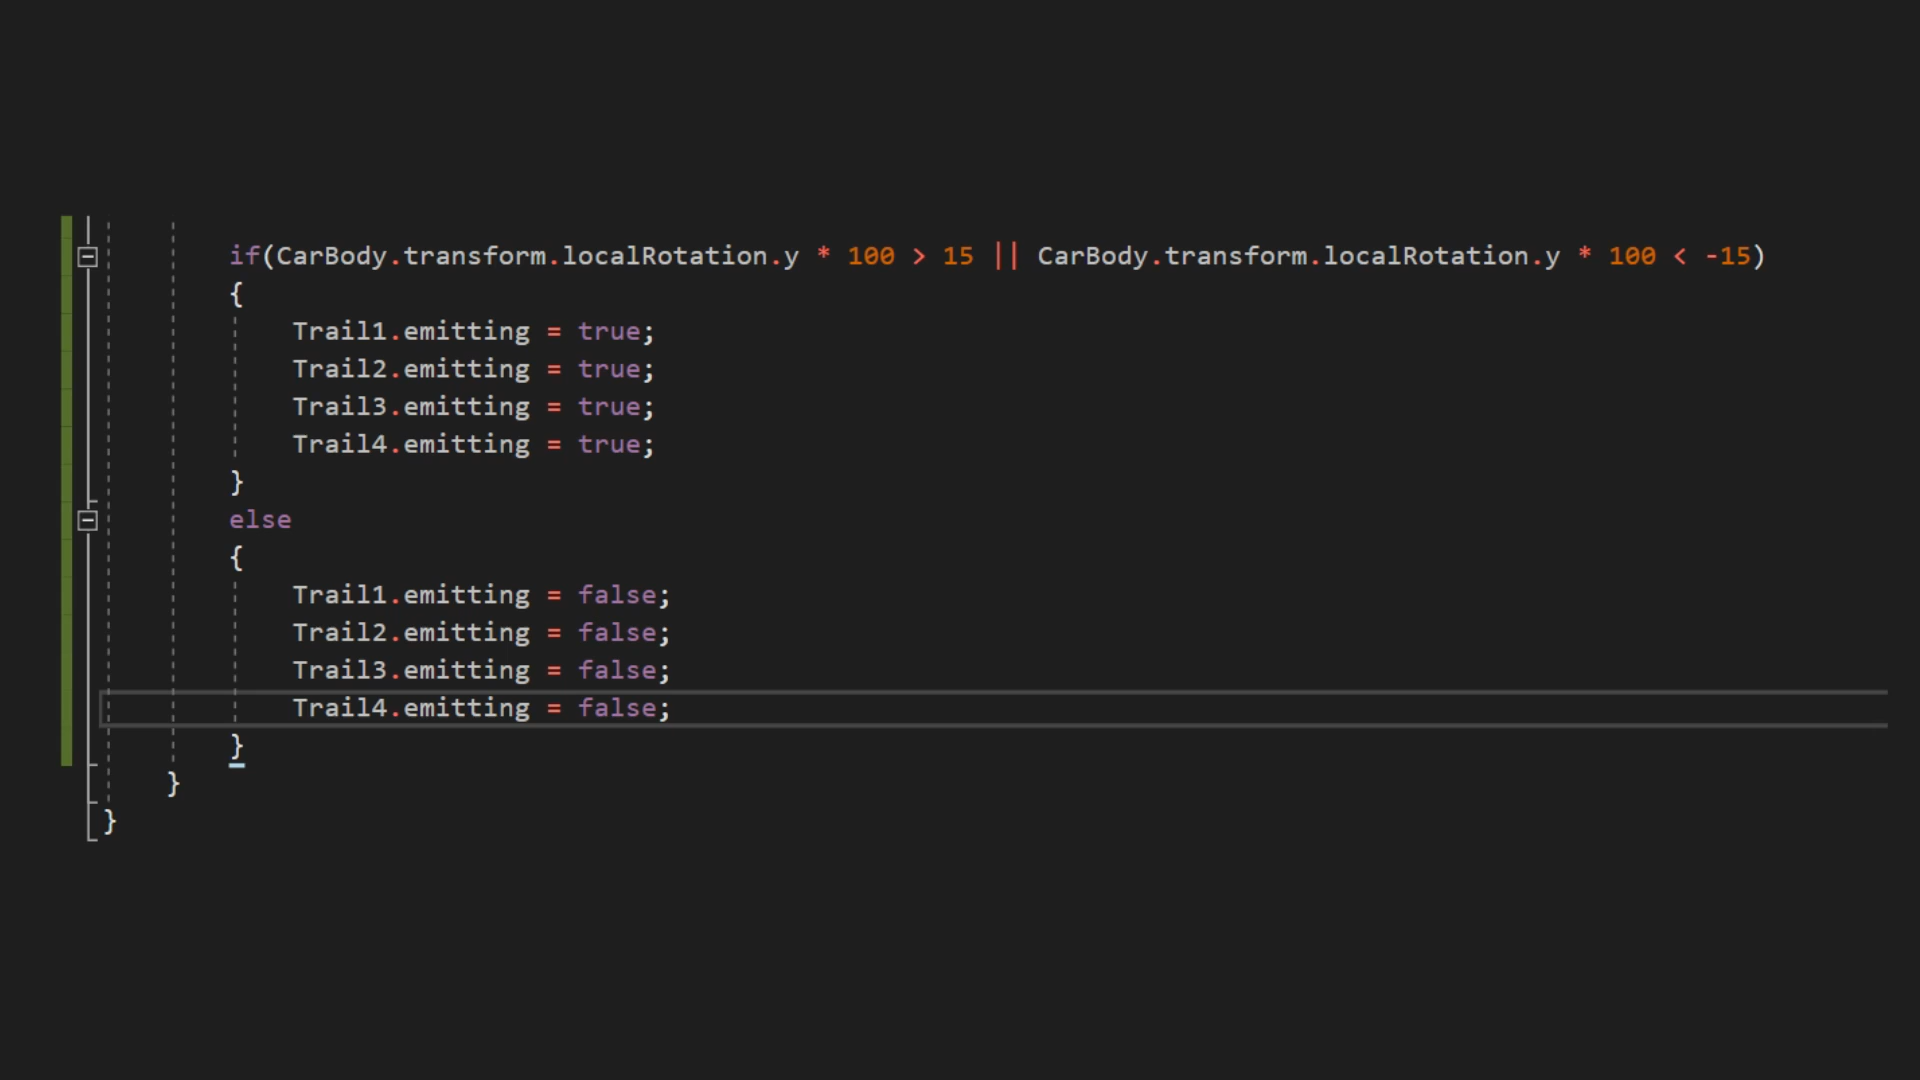 if(CarBody.transform.localRotation.y * 100 > 15 || CarBody.transform.localRotation.y * 100 < -15)
{
Trail1.emitting = true;
Trail2.emitting = true;
Trail3.emitting = true;
Trail4.emitting = true;
}
else
{
Trail1.emitting = false;
Trail2.emitting = false;
Trail3.emitting = false;
Trail4.emitting = false;
}
}
}